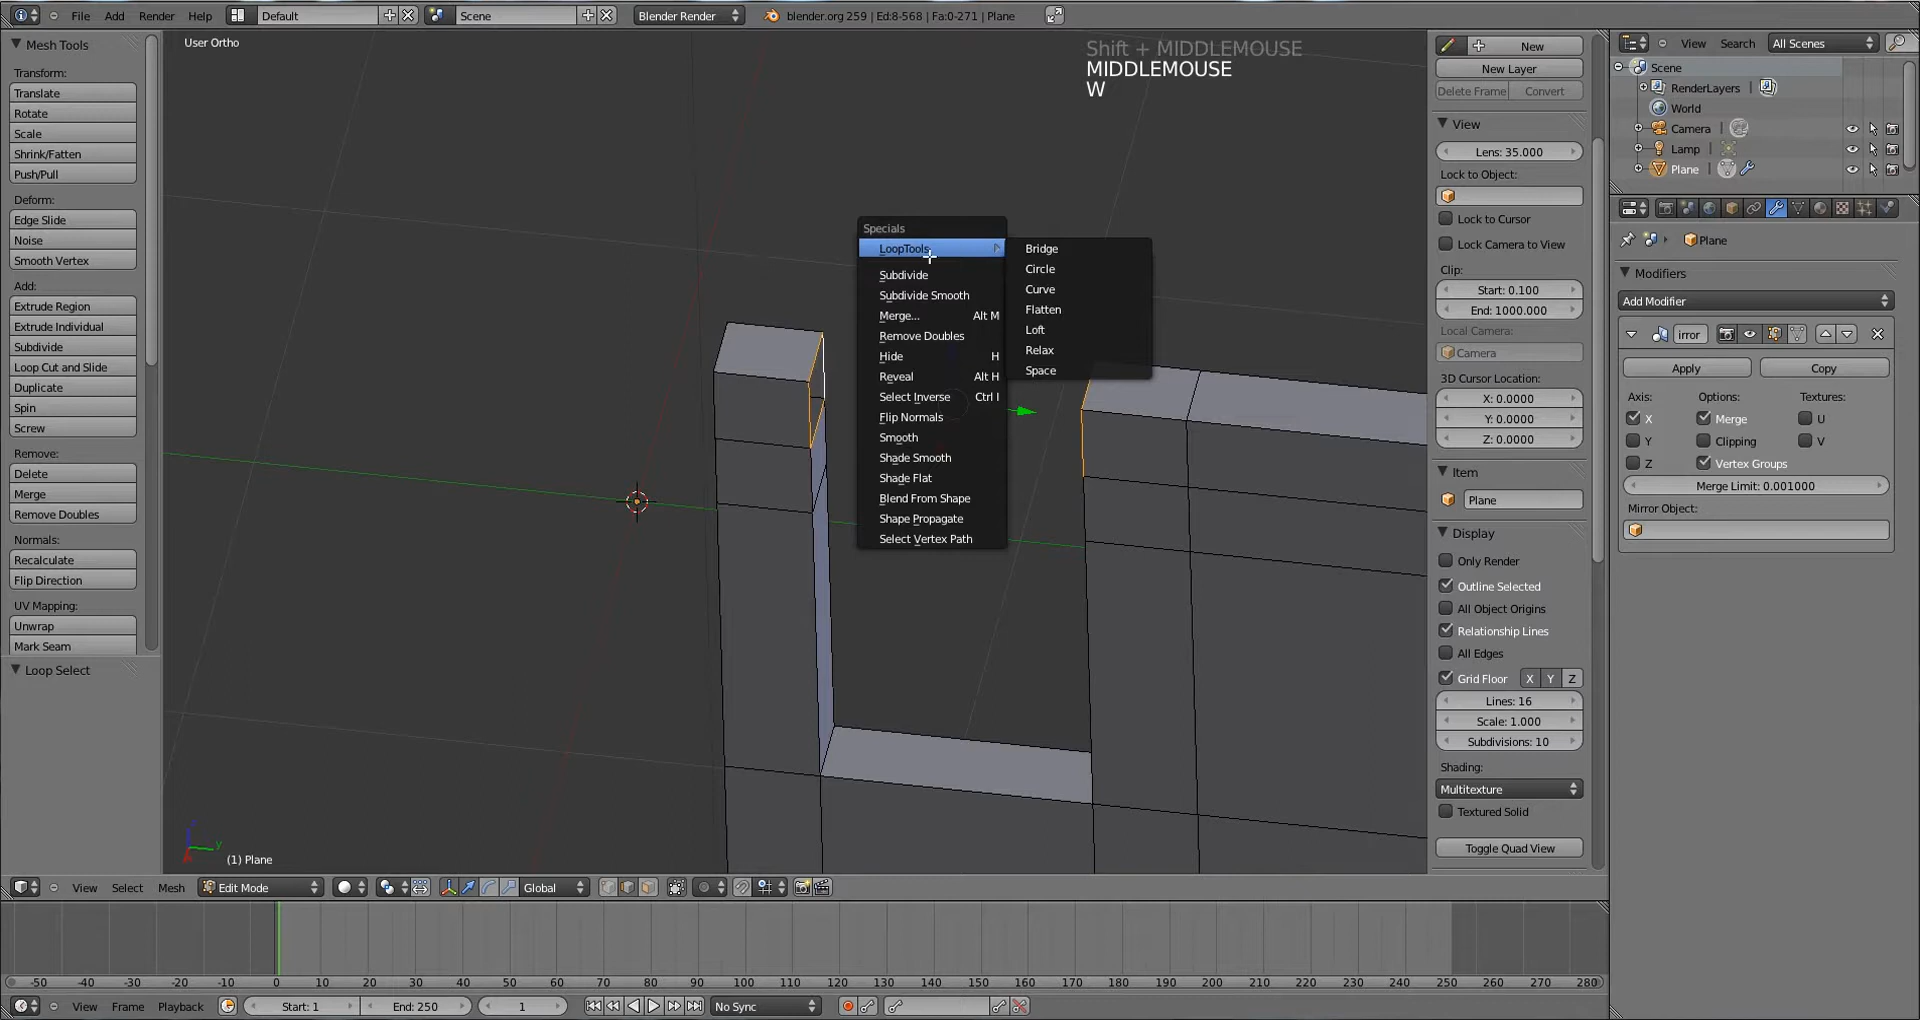 File Add Render Help Default Scene Blender Render blender.org 259 | Ed:8-568 | Fa:0-271 | Plane
Mesh Tools
Transform:
Translate
Rotate
Scale
Shrink/Fatten
Push/Pull
Deform:
Edge Slide
Noise
Smooth Vertex
Add:
Extrude Region
Extrude Individual
Subdivide
Loop Cut and Slide
Duplicate
Spin
Screw
Remove:
Delete
Merge
Remove Doubles
Normals:
Recalculate
Flip Direction
UV Mapping:
Unwrap
Mark Seam
Loop Select
User Ortho
Shift + MIDDLEMOUSE
MIDDLEMOUSE
W
Specials
LoopTools
Subdivide
Subdivide Smooth
Merge... Alt M
Remove Doubles
Hide H
Reveal Alt H
Select Inverse Ctrl I
Flip Normals
Smooth
Shade Smooth
Shade Flat
Blend From Shape
Shape Propagate
Select Vertex Path
Bridge
Circle
Curve
Flatten
Loft
Relax
Space
z
y
(1) Plane
New
New Layer
Delete Frame Convert
View
Lens: 35.000
Lock to Object:
Lock to Cursor
Lock Camera to View
Clip:
Start: 0.100
End: 1000.000
Local Camera:
Camera
3D Cursor Location:
X: 0.0000
Y: 0.0000
Z: 0.0000
Item
Plane
Display
Only Render
Outline Selected
All Object Origins
Relationship Lines
All Edges
Grid Floor X Y Z
Lines: 16
Scale: 1.000
Subdivisions: 10
Shading:
Multitexture
Textured Solid
Toggle Quad View
View Search All Scenes
Scene
RenderLayers
World
Camera
Lamp
Plane
Plane
Modifiers
Add Modifier
irror
Apply Copy
Axis: Options: Textures:
X Merge U
Y Clipping V
Z Vertex Groups
Merge Limit: 0.001000
Mirror Object:
View Select Mesh Edit Mode Global
-50 -40 -30 -20 -10 0 10 20 30 40 50 60 70 80 90 100 110 120 130 140 150 160 170 180 190 200 210 220 230 240 250 260 270 280
View Frame Playback Start: 1 End: 250 1 No Sync